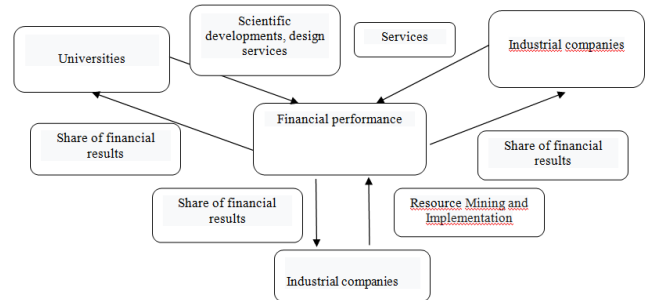 Scientific
developments, design
services
Services
Industrial companies
Universities
Financial performance
Share of financial
results
Share of financial
results
Share of financial
results
Resource Mining and
Implementation
Industrial companies